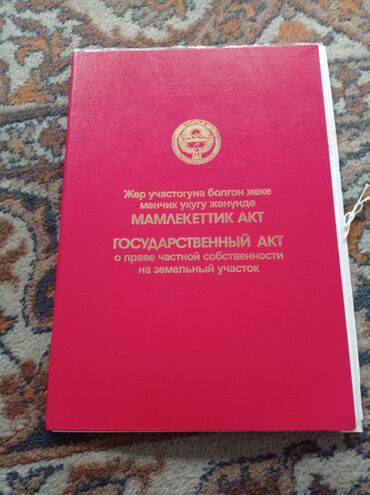 Жер участогуна болгон жеке
менчик укугу жөнүндө
МАМЛЕКЕТТИК АКТ
ГОСУДАРСТВЕННЫЙ АКТ
о праве частной собственности
на земельный участок